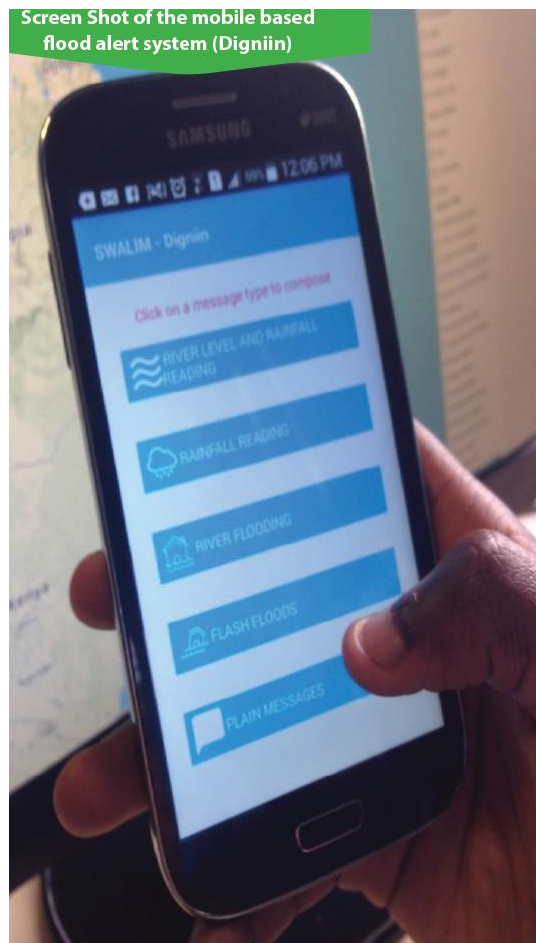 Screen Shot of the mobile based
flood alert system (Digniin)
SAMSUNG
69% 12:06 PM
SWALIM - Digniin
Click on a message type to compose
RIVER LEVEL AND RAINFALL
READING
RAINFALL READING
RIVER FLOODING
FLASH FLOODS
PLAIN MESSAGES